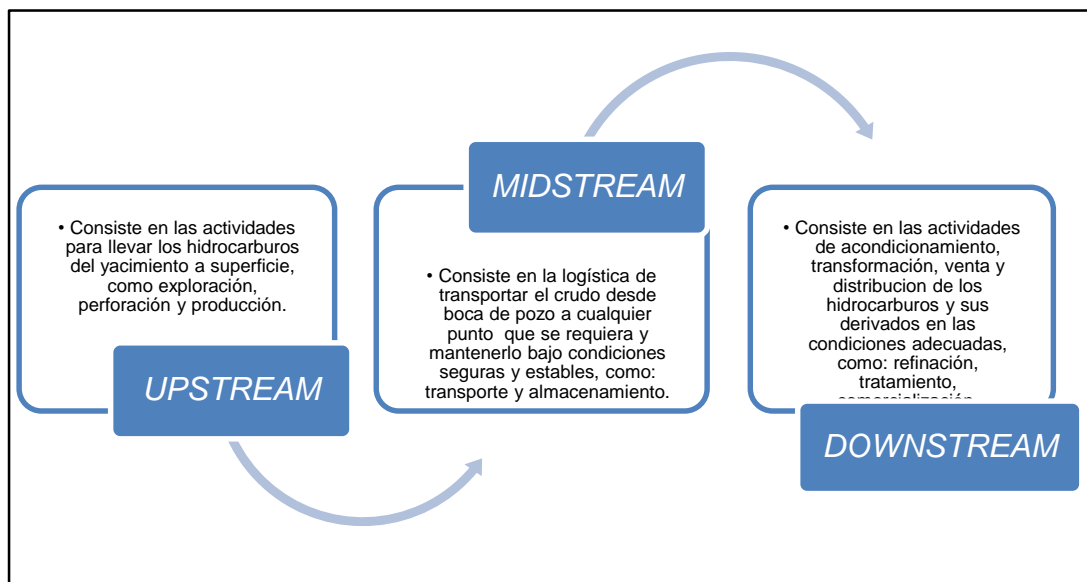 • Consiste en las actividades
para llevar los hidrocarburos
del yacimiento a superficie,
como exploración,
perforación y producción.
UPSTREAM
MIDSTREAM
• Consiste en la logística de
transportar el crudo desde
boca de pozo a cualquier
punto que se requiera y
mantenerlo bajo condiciones
seguras y estables, como:
transporte y almacenamiento.
• Consiste en las actividades
de acondicionamiento,
transformación, venta y
distribucion de los
hidrocarburos y sus
derivados en las
condiciones adecuadas,
como: refinación,
tratamiento,
comercialización
DOWNSTREAM